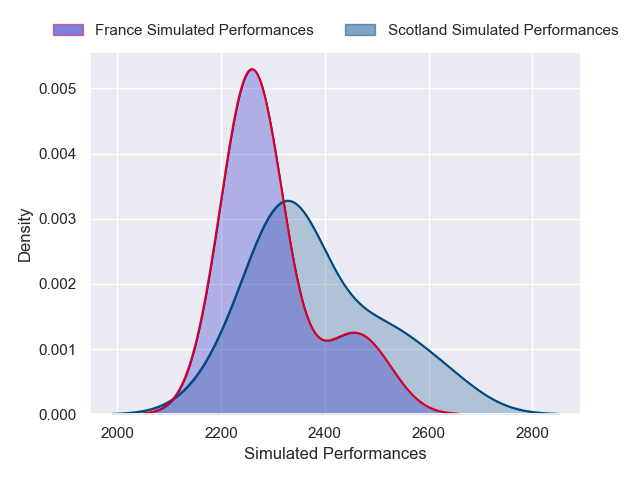 France Simulated Performances
Scotland Simulated Performances
0.005
0.004
0.003
0.002
0.001
0.000
Density
2000
2200
2400
2600
2800
Simulated Performances